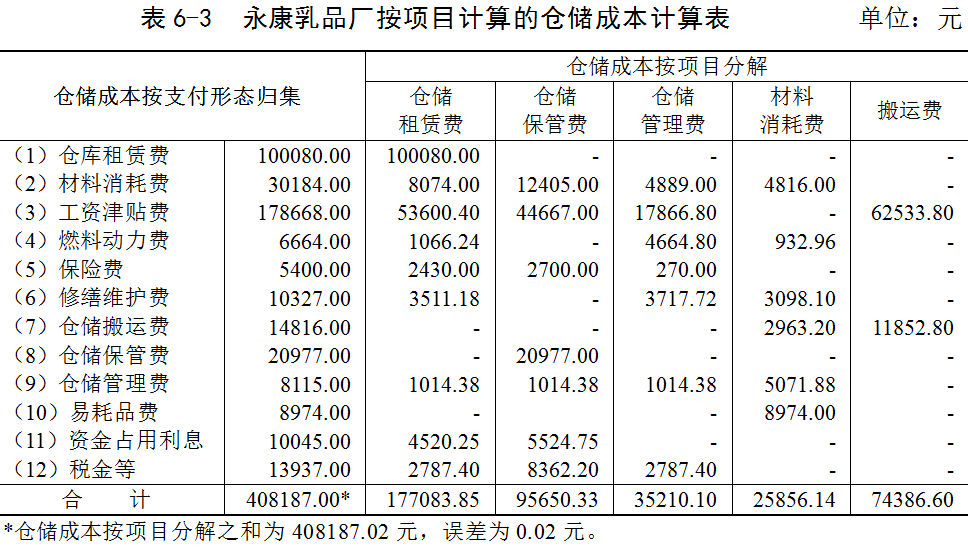 表 6-3 永康乳品厂按项目计算的仓储成本计算表 单位：元
仓储成本按支付形态归集 仓储成本按项目分解
仓储租赁费 仓储保管费 仓储管理费 材料消耗费 搬运费
（1）仓库租赁费 100080.00 100080.00 - - - -
（2）材料消耗费 30184.00 8074.00 12405.00 4889.00 4816.00 -
（3）工资津贴费 178668.00 53600.40 44667.00 17866.80 - 62533.80
（4）燃料动力费 6664.00 1066.24 - 4664.80 932.96 -
（5）保险费 5400.00 2430.00 2700.00 270.00 - -
（6）修缮维护费 10327.00 3511.18 - 3717.72 3098.10 -
（7）仓储搬运费 14816.00 - - - 2963.20 11852.80
（8）仓储保管费 20977.00 - 20977.00 - - -
（9）仓储管理费 8115.00 1014.38 1014.38 1014.38 5071.88 -
（10）易耗品费 8974.00 - - - 8974.00 -
（11）资金占用利息 10045.00 4520.25 5524.75 - - -
（12）税金等 13937.00 2787.40 8362.20 2787.40 - -
合 计 408187.00* 177083.85 95650.33 35210.10 25856.14 74386.60
*仓储成本按项目分解之和为 408187.02 元，误差为 0.02 元。